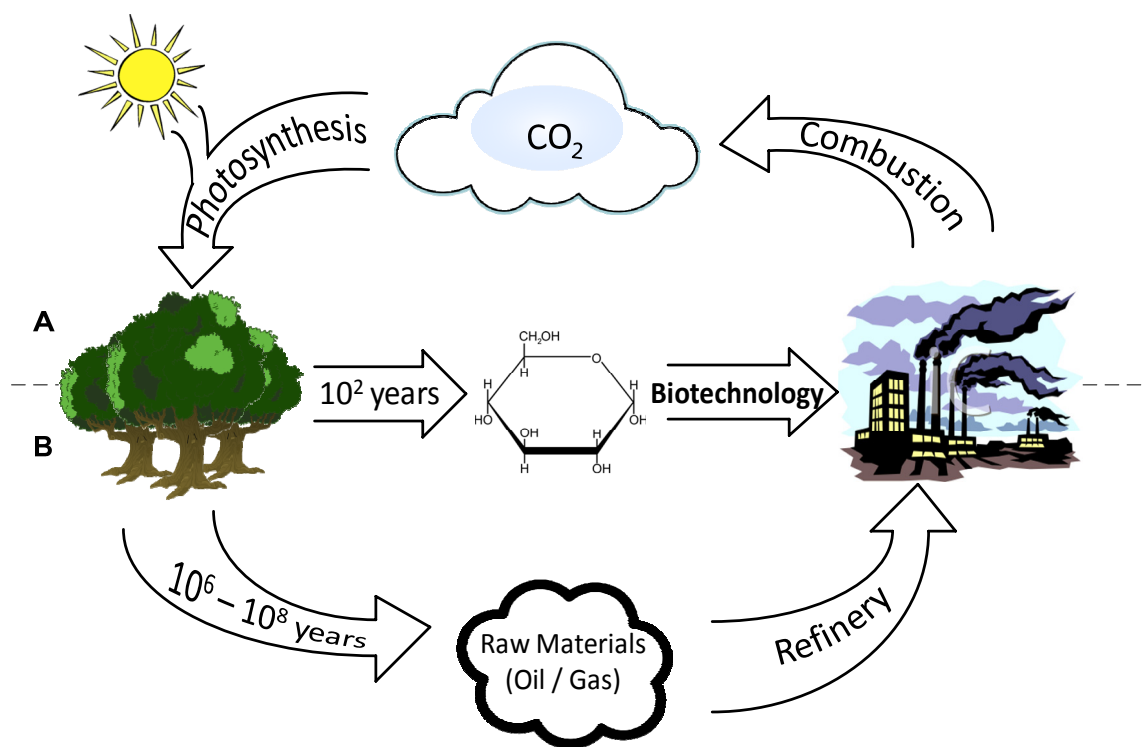 Photosynthesis
CO₂
Combustion
A
B
10² years
CH₂OH
O
H
H
H
HO
OH
H
OH
H
OH
Biotechnology
C
10⁶ – 10⁸ years
Raw Materials
(Oil / Gas)
Refinery